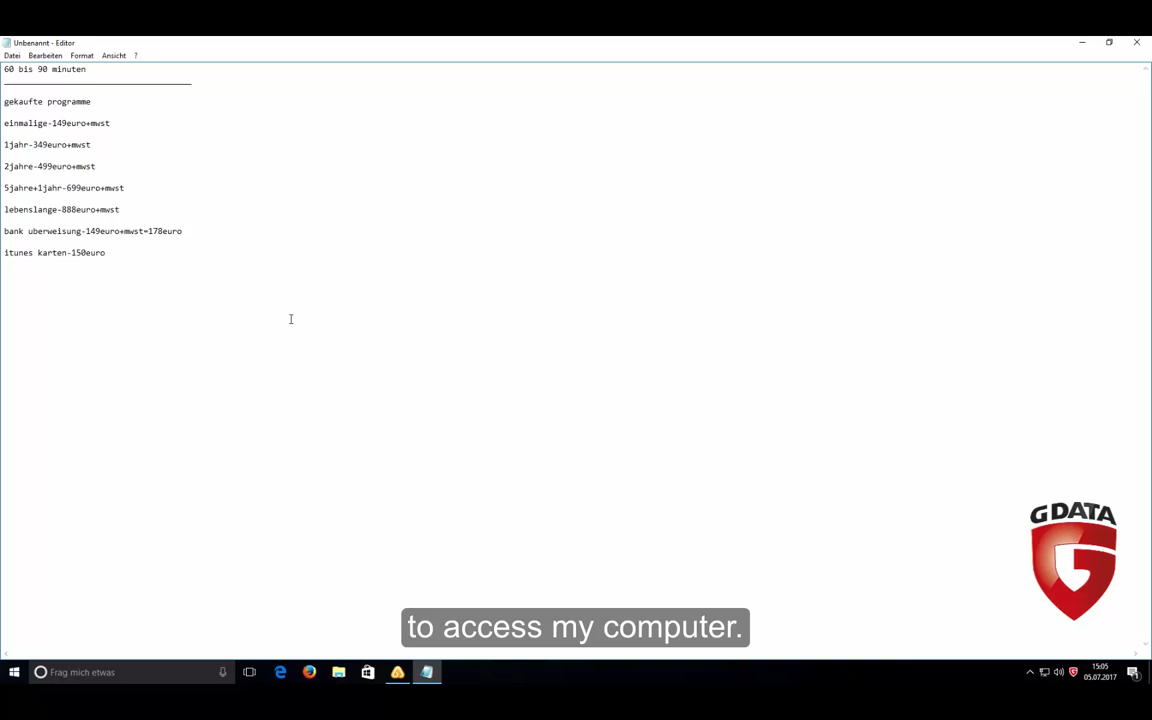 Unbenannt - Editor
Datei Bearbeiten Format Ansicht ?
60 bis 90 minuten
gekaufte programme
einmalige-149euro+mwst
1jahr-349euro+mwst
2jahre-499euro+mwst
5jahre+1jahr-699euro+mwst
lebenslange-888euro+mwst
bank uberweisung-149euro+mwst=178euro
itunes karten-150euro
G DATA
G
to access my computer.
Frag mich etwas
15:05
05.07.2017
1